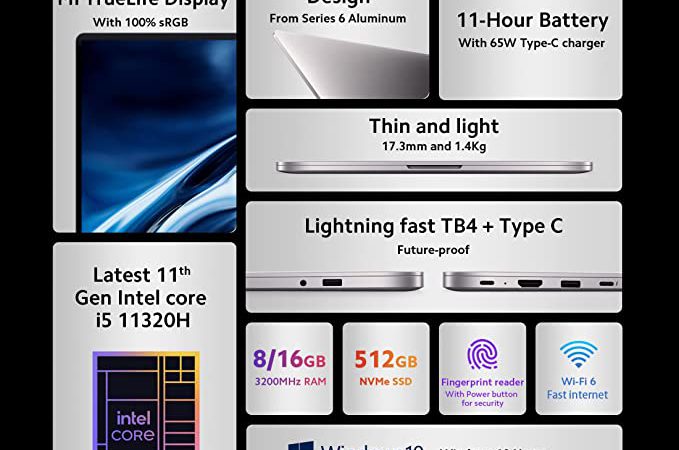 Mi TrueLife Display
With 100% sRGB
Design
From Series 6 Aluminum
11-Hour Battery
With 65W Type-C charger
Thin and light
17.3mm and 1.4Kg
Lightning fast TB4 + Type C
Future-proof
Latest 11th
Gen Intel core
i5 11320H
intel
CORE
8/16GB
3200MHz RAM
512GB
NVMe SSD
Fingerprint reader
With Power button
for security
Wi-Fi 6
Fast internet
Windows 10